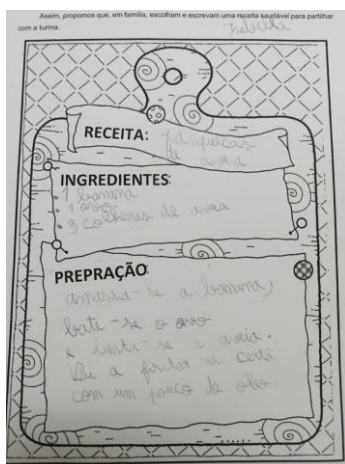 Assim, propomos que, em família, escolham e escrevam uma receita saudável para partilhar
com a turma.
RECEITA: panquecas
de aveia
INGREDIENTES:
• 1 banana
• 1 ovo
• 3 colheres de aveia
PREPRAÇÃO:
amassa-se a banana,
bate-se o ovo
e junta-se a aveia.
Vai a fritar na certã
com um pouco de óleo.